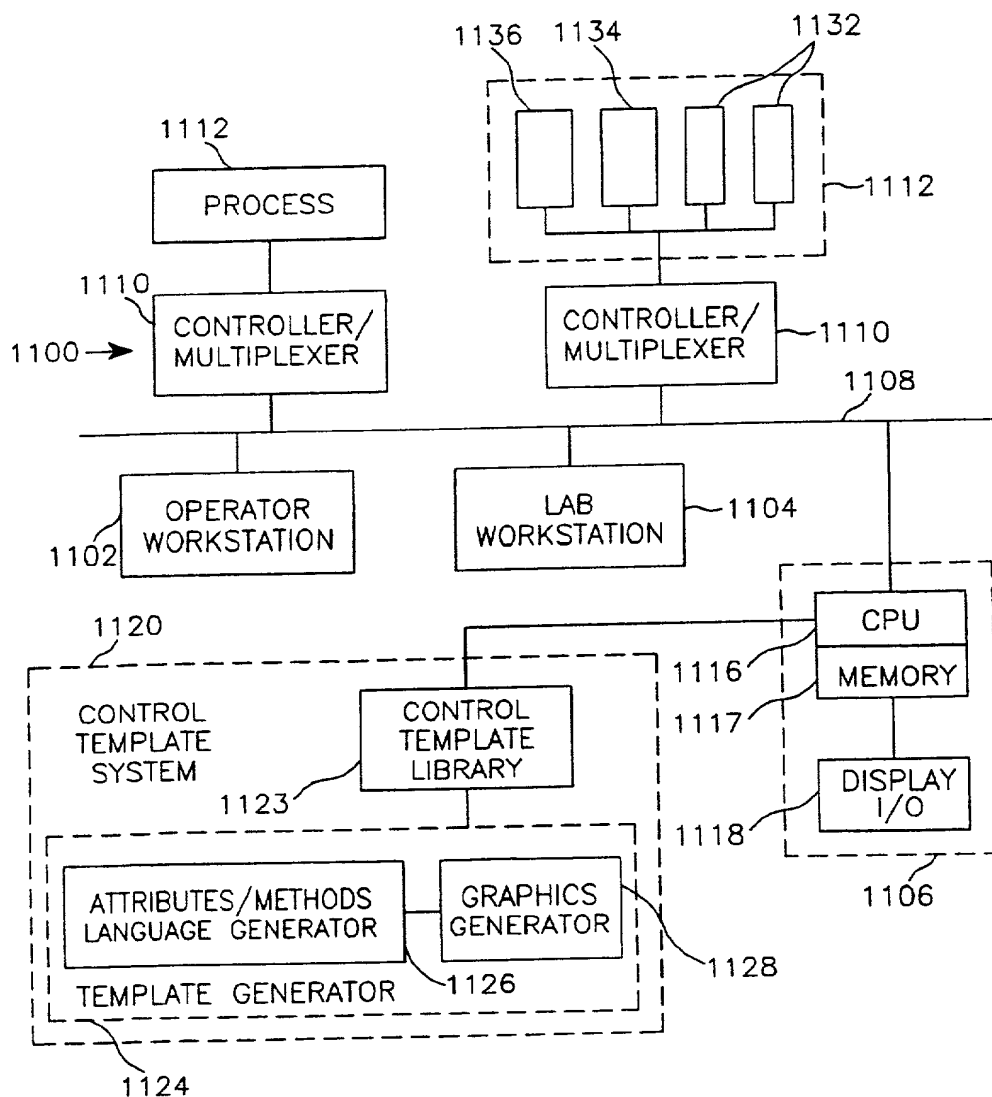 1136
1134
1132
1112
PROCESS
1112
1110
CONTROLLER/
MULTIPLEXER
1100
CONTROLLER/
MULTIPLEXER
1110
1108
OPERATOR
WORKSTATION
1102
LAB
WORKSTATION
1104
1120
CPU
1116
MEMORY
1117
CONTROL
TEMPLATE
SYSTEM
CONTROL
TEMPLATE
LIBRARY
1123
DISPLAY
I/O
1118
1106
ATTRIBUTES/METHODS
LANGUAGE GENERATOR
GRAPHICS
GENERATOR
1128
1126
TEMPLATE GENERATOR
1124